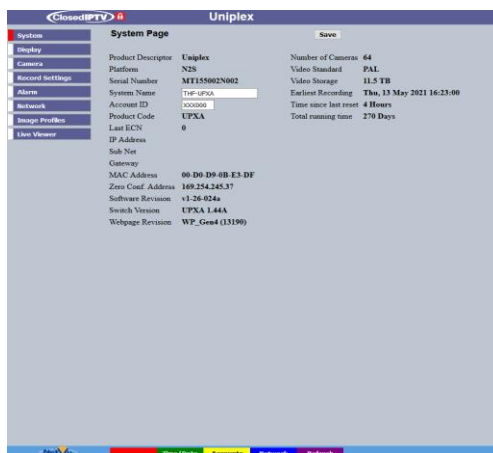 ClosedIPTV Uniplex
System
Display
Camera
Record Settings
Alarm
Network
Image Profiles
Live Viewer
System Page
Save
Product Descriptor Uniplex
Platform N2S
Serial Number MT155002N002
System Name THF-UPXA
Account ID XXX000
Product Code UPXA
Last ECN 0
IP Address
Sub Net
Gateway
MAC Address 00-D0-D9-0B-E3-DF
Zero Conf. Address 169.254.245.37
Software Revision v1-26-024a
Switch Version UPXA 1.44A
Webpage Revision WP_Gen4 (13190)
Number of Cameras 64
Video Standard PAL
Video Storage 11.5 TB
Earliest Recording Thu, 13 May 2021 16:23:00
Time since last reset 4 Hours
Total running time 270 Days